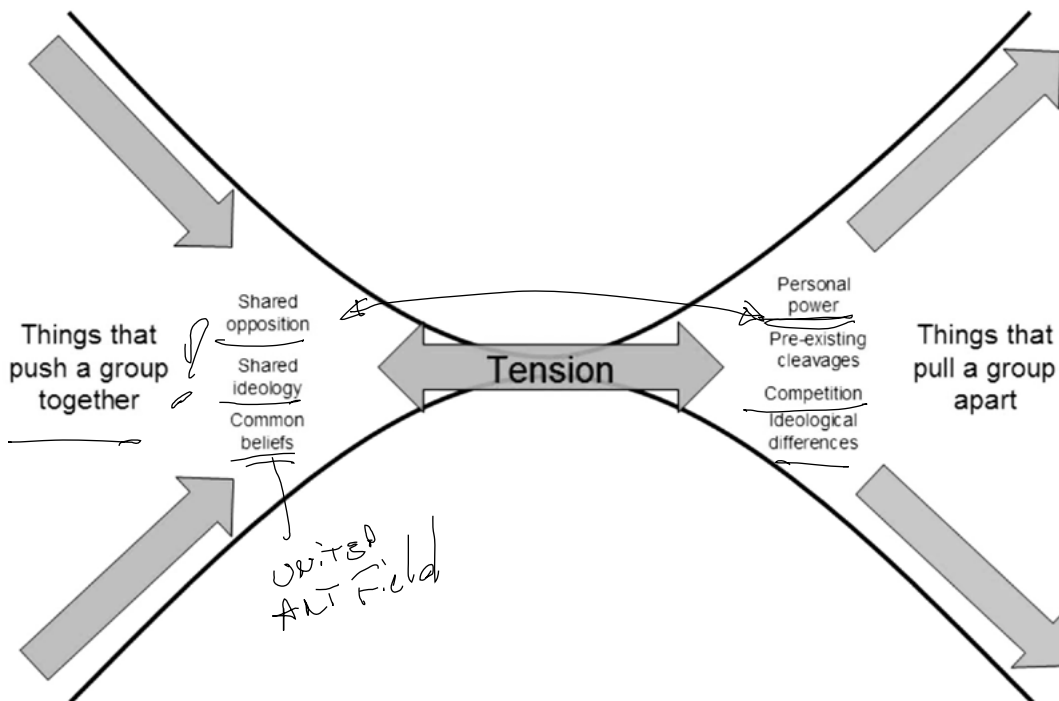 Things that
push a group
together
Shared
opposition
Shared
ideology
Common
beliefs
UNITED
ANT Field
Tension
Personal
power
Pre-existing
cleavages
Competition
Ideological
differences
Things that
pull a group
apart